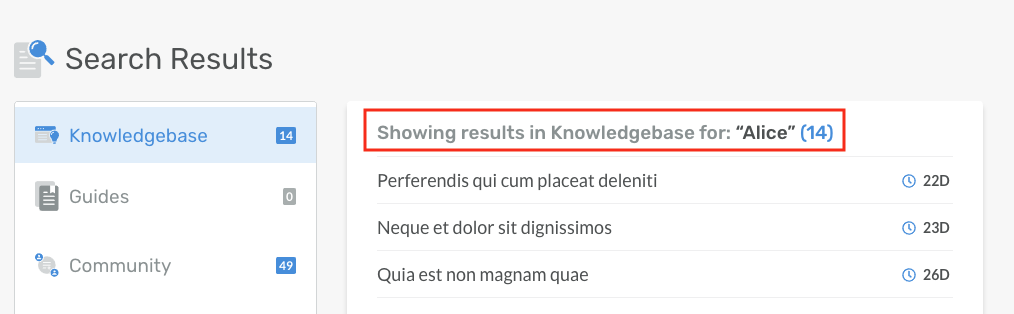 Search Results
Knowledgebase 14
Guides 0
Community 49
Showing results in Knowledgebase for: “Alice” (14)
Perferendis qui cum placeat deleniti 22D
Neque et dolor sit dignissimos 23D
Quia est non magnam quae 26D